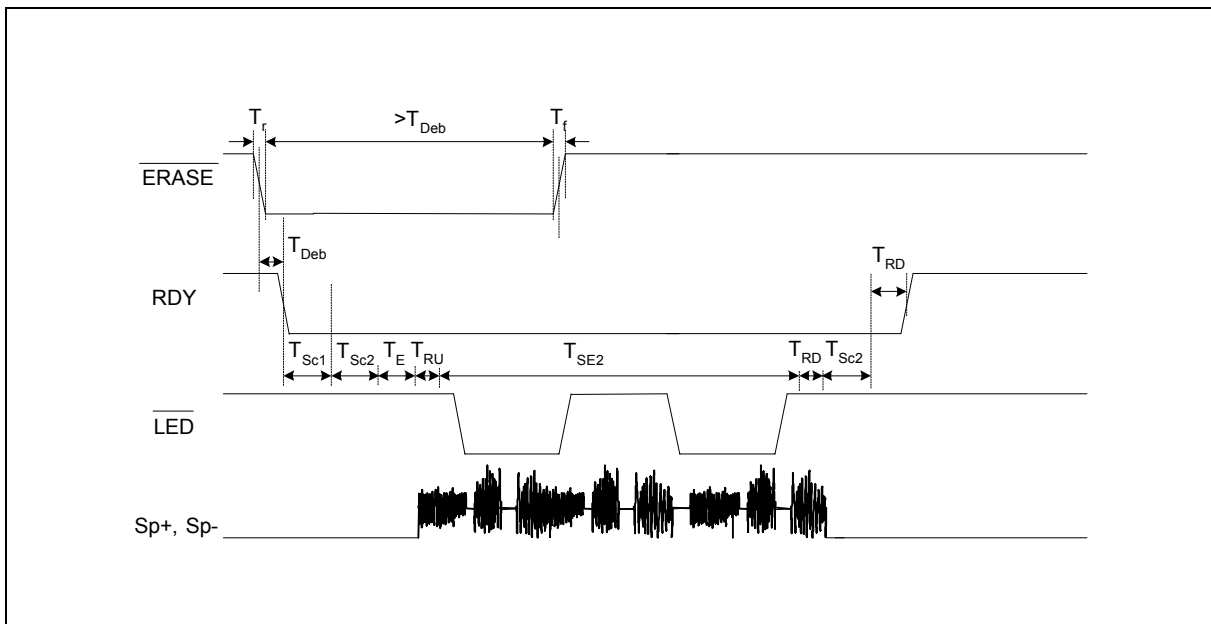 Tr >TDeb Tf
ERASE
TDeb TRD
RDY
TSc1 TSc2 TE TRU TSE2 TRD TSc2
LED
Sp+, Sp-